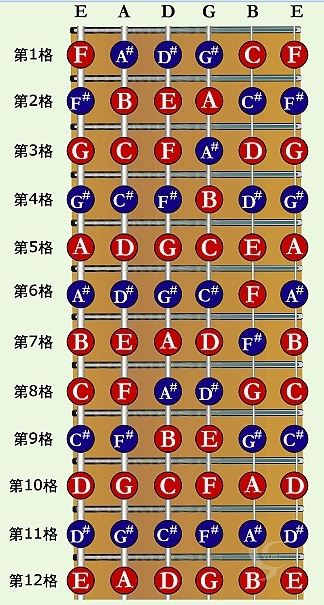 E A D G B E
第1格 F A# D# G# C F
第2格 F# B E A C# F#
第3格 G C F A# D G
第4格 G# C# F# B D# G#
第5格 A D G C E A
第6格 A# D# G# C# F A#
第7格 B E A D F# B
第8格 C F A# D# G C
第9格 C# F# B E G# C#
第10格 D G C F A D
第11格 D# G# C# F# A# D#
第12格 E A D G B E